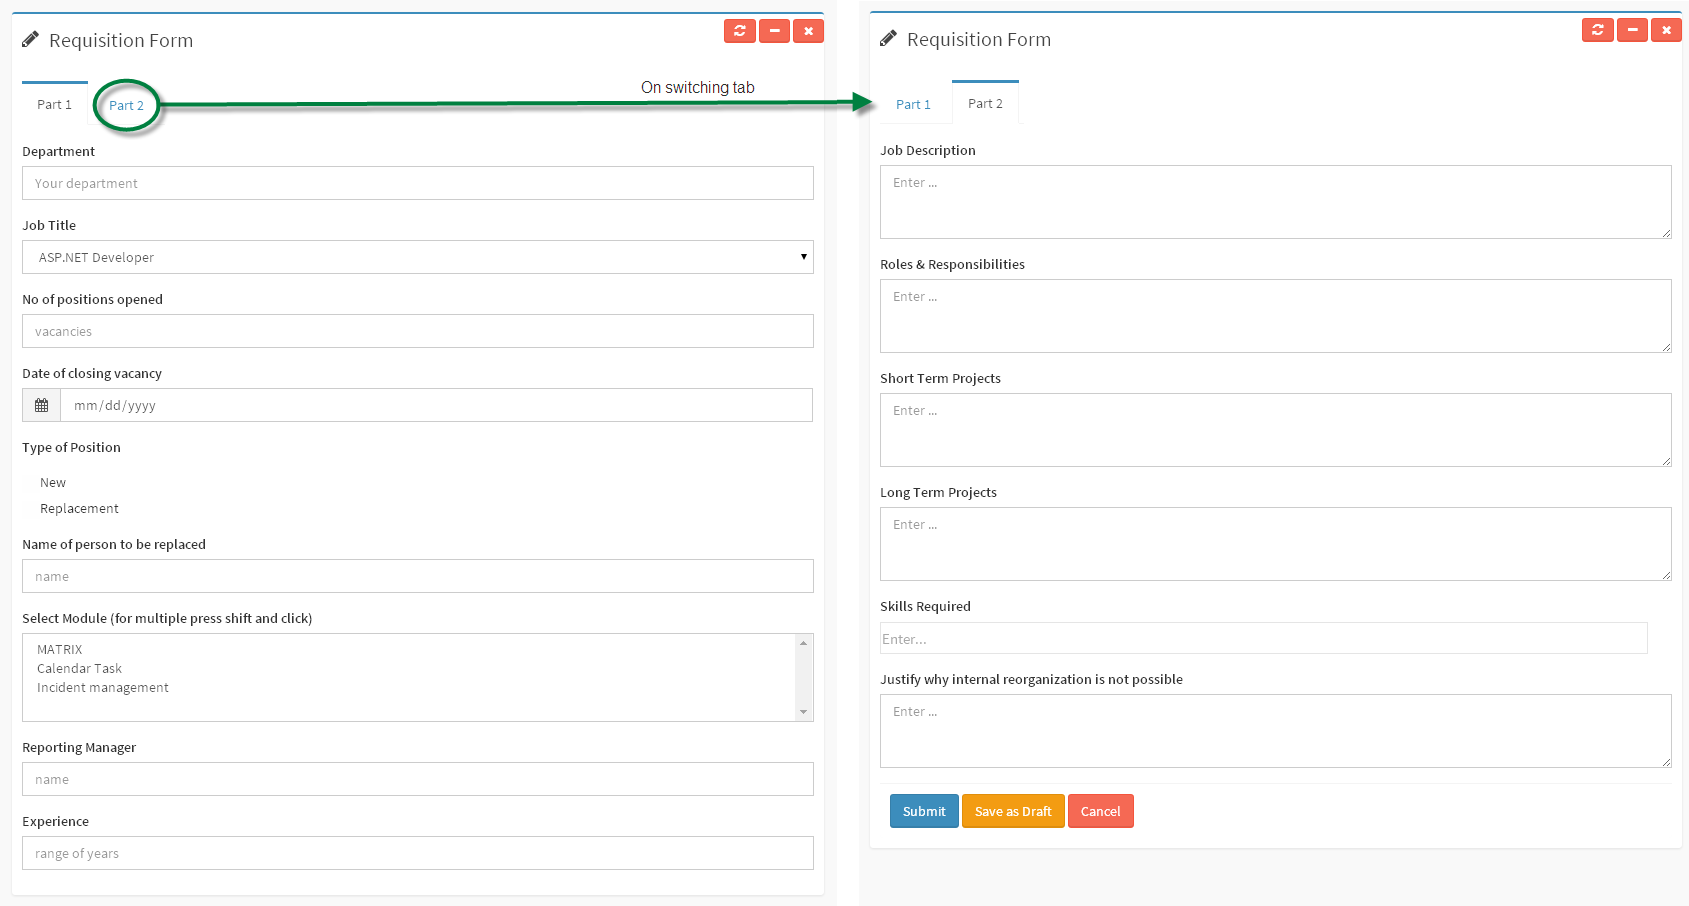 Requisition Form
Part 1
Part 2
On switching tab
Department
Your department
Job Title
ASP.NET Developer
No of positions opened
vacancies
Date of closing vacancy
mm/dd/yyyy
Type of Position
New
Replacement
Name of person to be replaced
name
Select Module (for multiple press shift and click)
MATRIX
Calendar Task
Incident management
Reporting Manager
name
Experience
range of years
Requisition Form
Part 1
Part 2
Job Description
Enter ...
Roles & Responsibilities
Enter ...
Short Term Projects
Enter ...
Long Term Projects
Enter ...
Skills Required
Enter...
Justify why internal reorganization is not possible
Enter ...
Submit
Save as Draft
Cancel